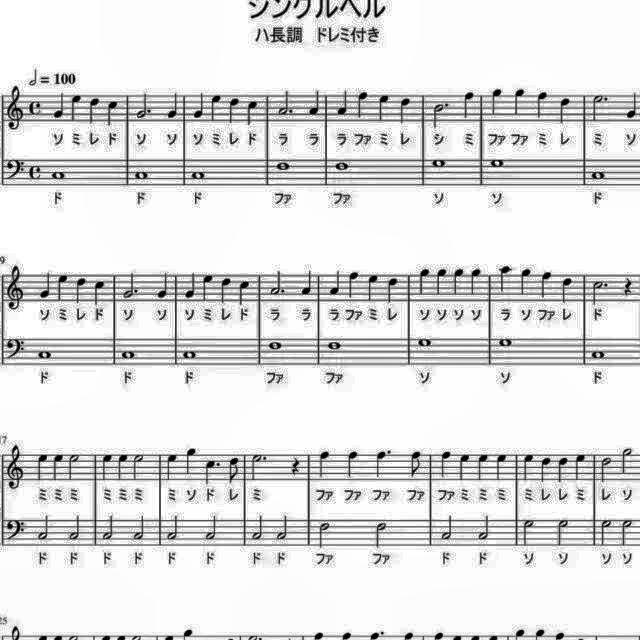 ジングルベル
ハ長調 ドレミ付き
= 100
ソ ミ レ ド ソ ソ ソ ミ レ ド ラ ラ ラ ファ ミ レ シ ミ ファ ファ ミ レ ミ ソ
ド ド ド ファ ファ ソ ソ ド
9
ソ ミ レ ド ソ ソ ソ ミ レ ド ラ ラ ラ ファ ミ レ ソ ソ ソ ソ ラ ソ ファ レ ド
ド ド ド ファ ファ ソ ソ ド
17
ミ ミ ミ ミ ミ ミ ミ ソ ド レ ミ ファ ファ ファ ファ ファ ミ ミ ミ ミ レ レ ミ レ ソ
ド ド ド ド ド ド ド ド ファ ファ ド ド ソ ソ ソ ソ
25